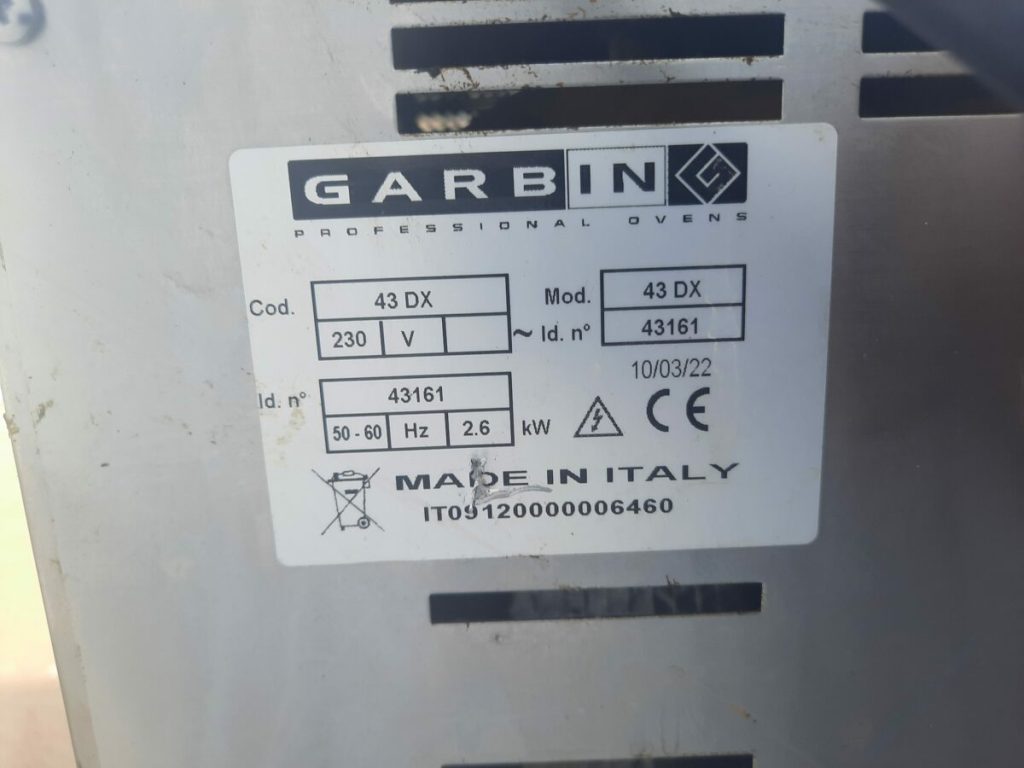 GARBIN
PROFESSIONAL OVENS
Cod. 43 DX Mod. 43 DX
230 V ~ Id. n° 43161
10/03/22
Id. n° 43161
50 - 60 Hz 2.6 kW CE
MADE IN ITALY
IT09120000006460